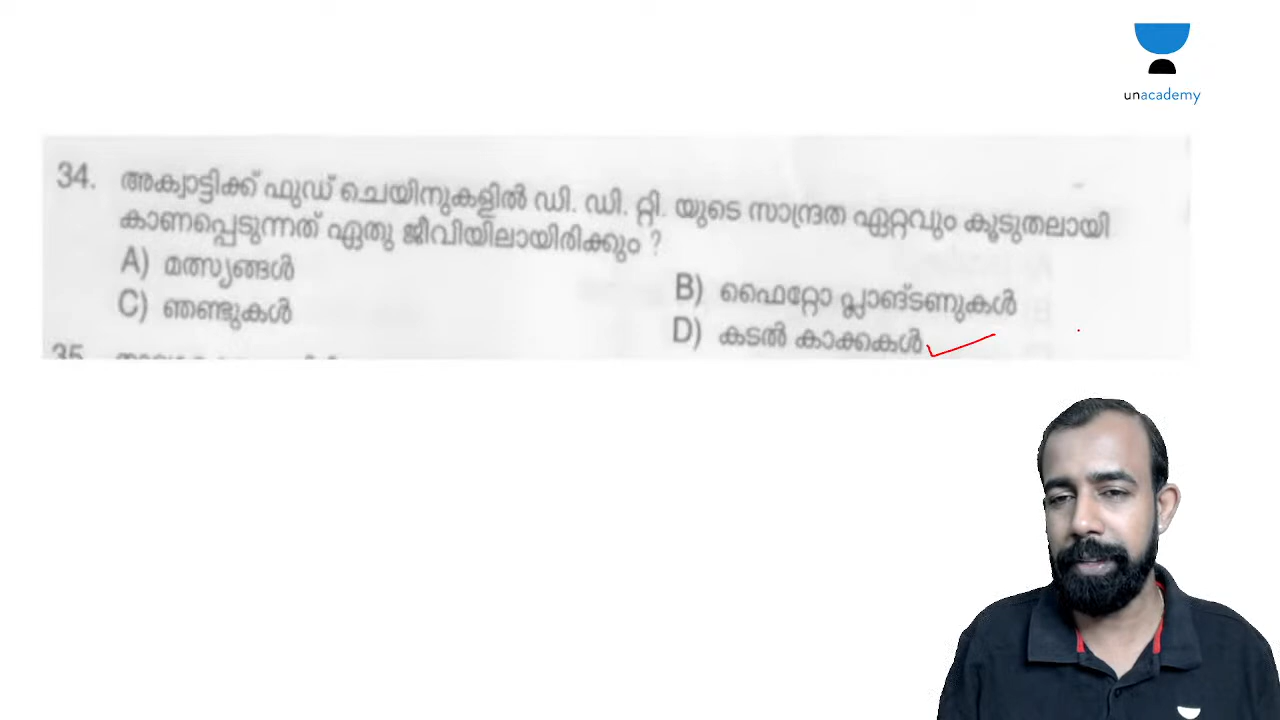 unacademy
34. അക്വാട്ടിക്ക് ഫുഡ് ചെയിനുകളിൽ ഡി. ഡി. റ്റി. യുടെ സാന്ദ്രത ഏറ്റവും കൂടുതലായി
കാണപ്പെടുന്നത് ഏതു ജീവിയിലായിരിക്കും ?
A) മത്സ്യങ്ങൾ
B) ഫൈറ്റോ പ്ലാങ്ടണുകൾ
C) ഞണ്ടുകൾ
D) കടൽ കാക്കകൾ
35.